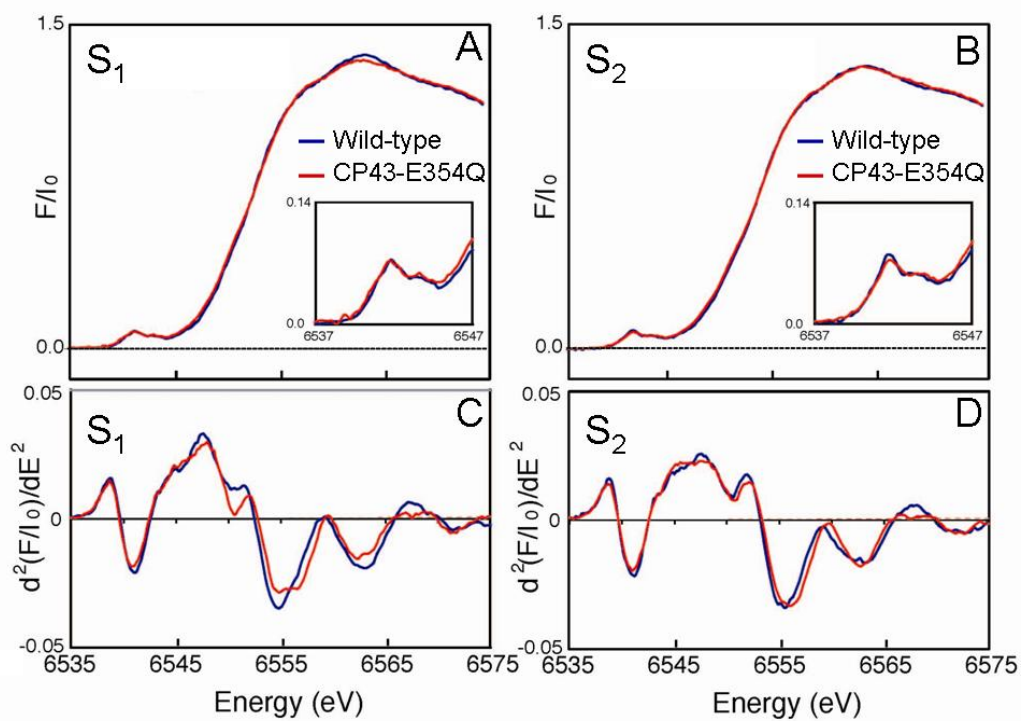 1.5
S1
A
Wild-type
CP43-E354Q
F/I0
0.14
0.0
6537
6547
0.0
1.5
S2
B
Wild-type
CP43-E354Q
F/I0
0.14
0.0
6537
6547
0.0
0.05
S1
C
d2(F/I0)/dE2
0
-0.05
6535
6545
6555
6565
6575
Energy (eV)
0.05
S2
D
d2(F/I0)/dE2
0
-0.05
6535
6545
6555
6565
6575
Energy (eV)